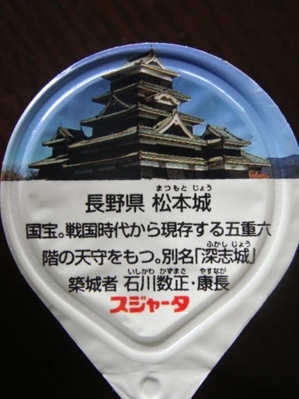 まつもと じょう
長野県 松本城
国宝。戦国時代から現存する五重六
ふかし じょう
階の天守をもつ。別名「深志城」
いしかわ かずまさ やすなが
築城者 石川数正・康長
スジャータ